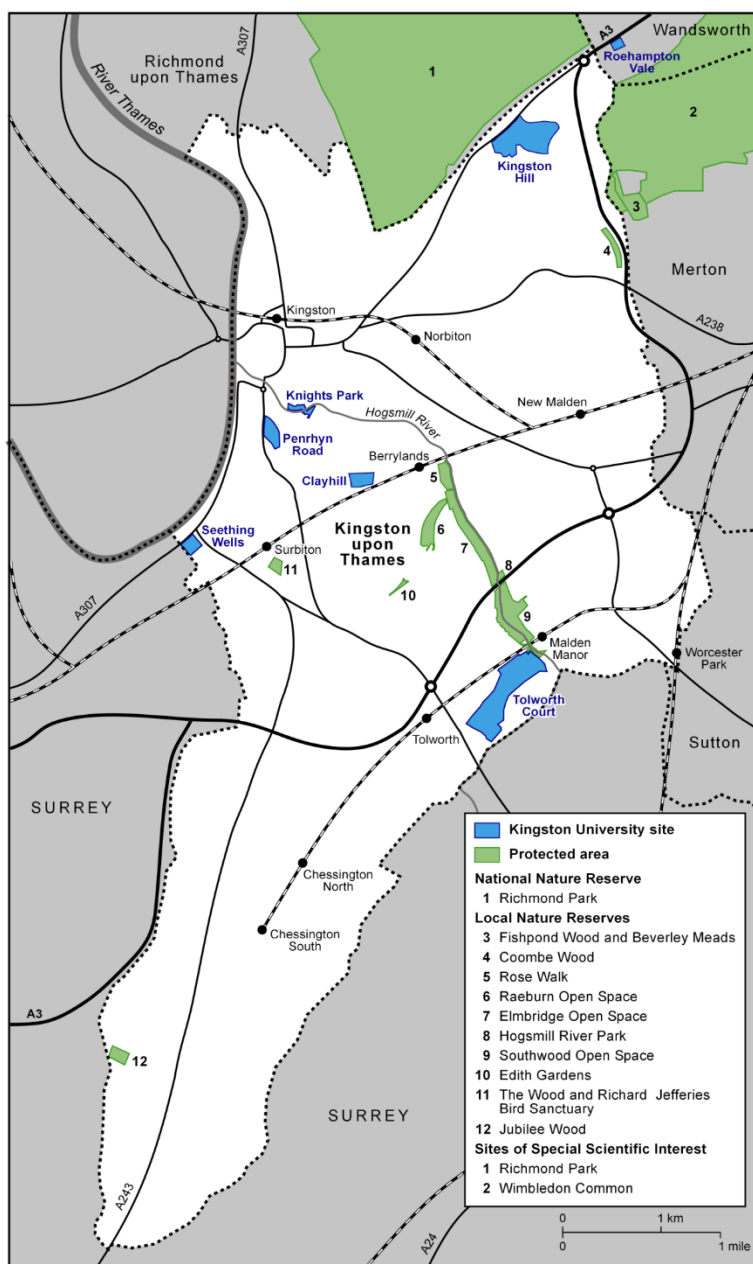 A307
A3
Wandsworth
Richmond
upon Thames
River Thames
Roehampton
Vale
1
2
Kingston
Hill
3
4
Merton
Kingston
Norbiton
A238
Knights Park
New Malden
Hogsmill River
Penrhyn
Road
Berrylands
Clayhill
5
Seething
Wells
Kingston
upon
Thames
6
7
Surbiton
11
8
10
9
A307
Malden
Manor
Worcester
Park
Tolworth
Court
Tolworth
Sutton
SURREY
Chessington
North
Chessington
South
A3
12
SURREY
A243
A24
Kingston University site
Protected area
National Nature Reserve
1 Richmond Park
Local Nature Reserves
3 Fishpond Wood and Beverley Meads
4 Coombe Wood
5 Rose Walk
6 Raeburn Open Space
7 Elmbridge Open Space
8 Hogsmill River Park
9 Southwood Open Space
10 Edith Gardens
11 The Wood and Richard Jefferies
Bird Sanctuary
12 Jubilee Wood
Sites of Special Scientific Interest
1 Richmond Park
2 Wimbledon Common
0 1 km
0 1 mile